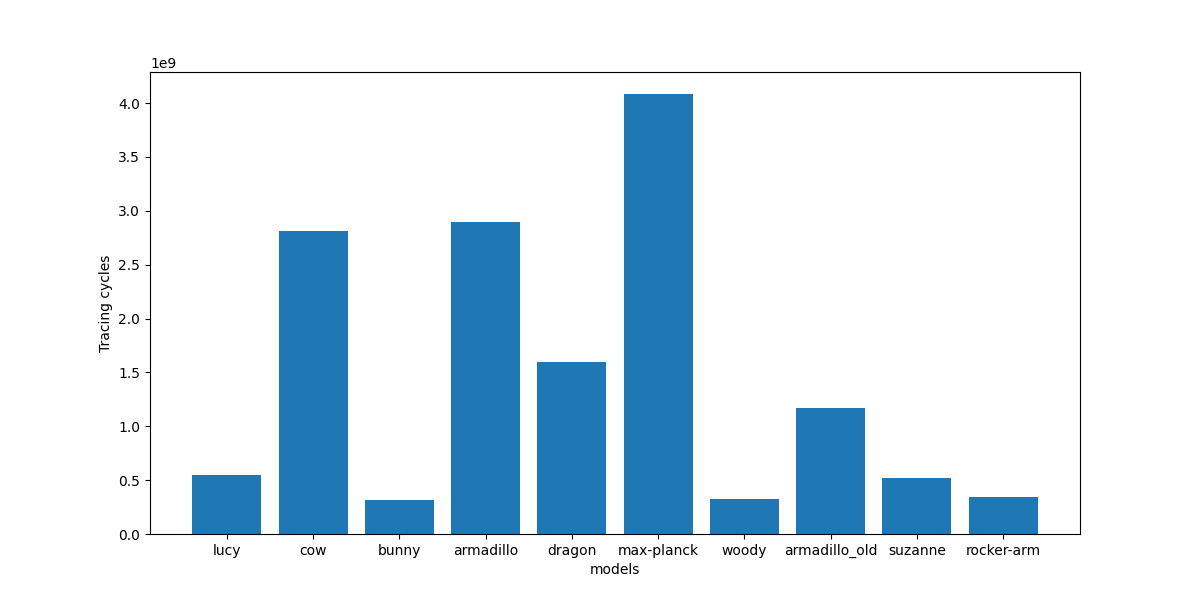 1e9
4.0
3.5
3.0
2.5
2.0
1.5
1.0
0.5
0.0
Tracing cycles
lucy cow bunny armadillo dragon max-planck woody armadillo_old suzanne rocker-arm
models